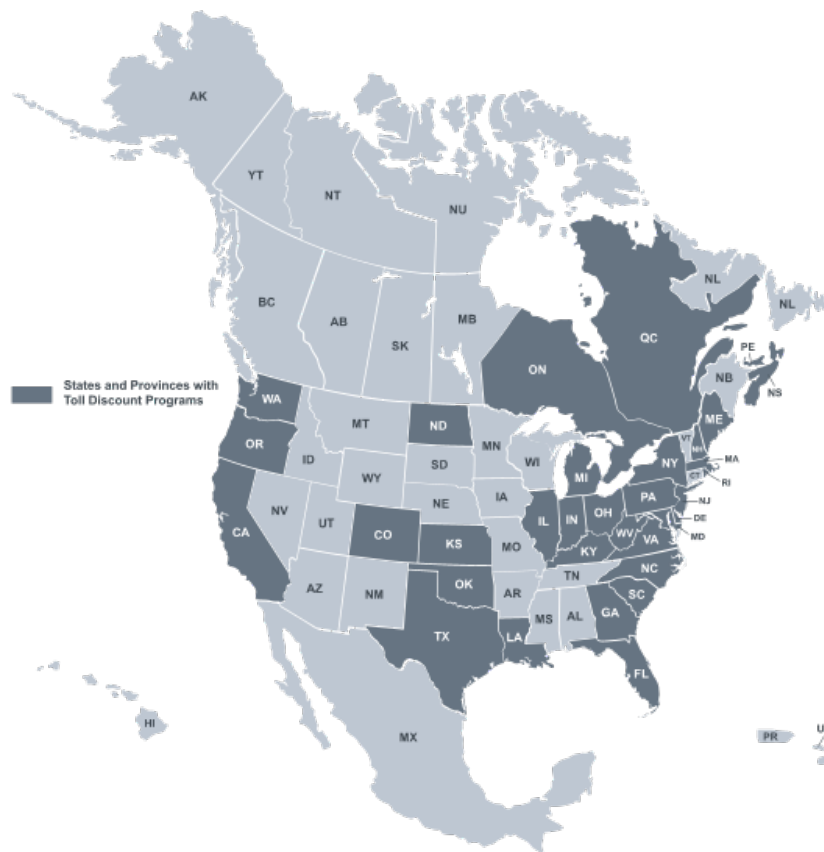 AK
YT
NT
NU
BC
AB
SK
MB
NL
NL
QC
ON
PE
NB
NS
States and Provinces with
Toll Discount Programs
WA
MT
ND
MN
ME
OR
ID
SD
WI
MI
NY
VT
NH
MA
RI
CT
WY
IA
PA
NJ
NE
NV
UT
CO
IL
IN
OH
DE
MD
WV
VA
CA
KS
MO
KY
NC
AZ
NM
OK
AR
TN
SC
TX
LA
MS
AL
GA
FL
HI
MX
PR
U